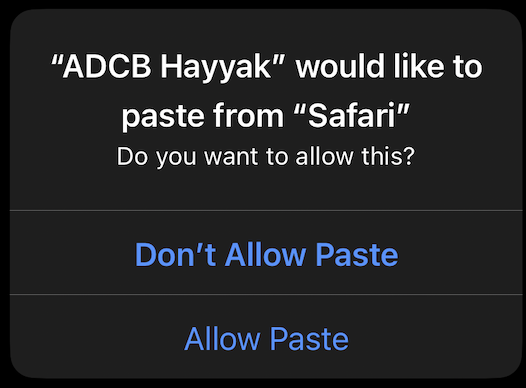 “ADCB Hayyak” would like to
paste from “Safari”
Do you want to allow this?
Don’t Allow Paste
Allow Paste